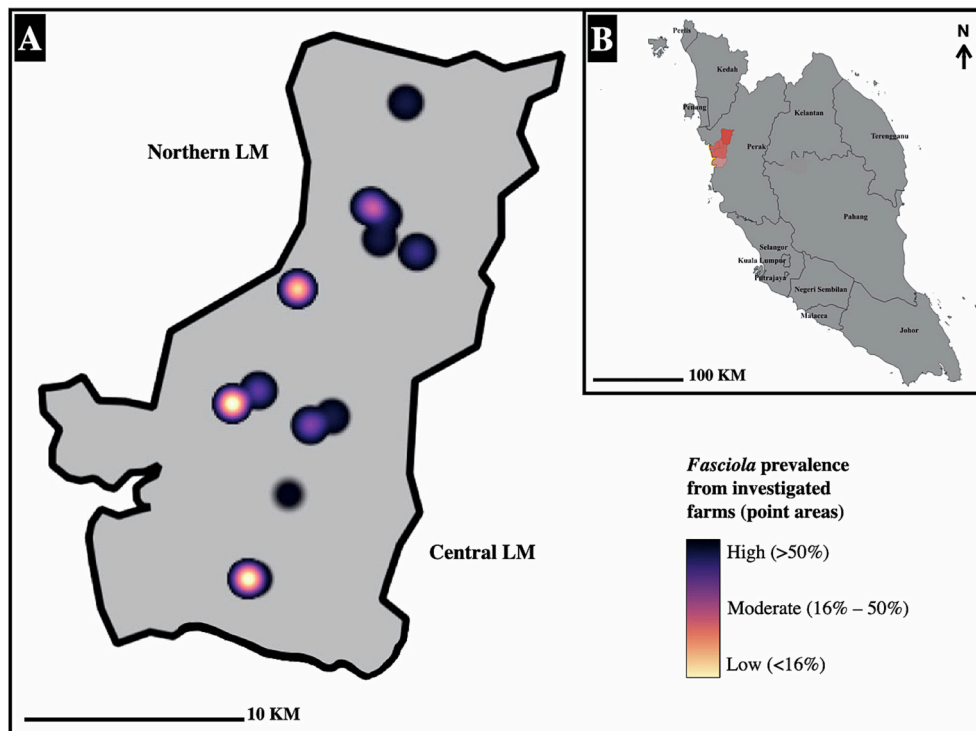 A
Northern LM
Central LM
10 KM
B
N
Perlis
Kedah
Penang
Kelantan
Terengganu
Perak
Pahang
Selangor
Kuala Lumpur
Putrajaya
Negeri Sembilan
Malacca
Johor
100 KM
Fasciola prevalence
from investigated
farms (point areas)
High (>50%)
Moderate (16% – 50%)
Low (<16%)